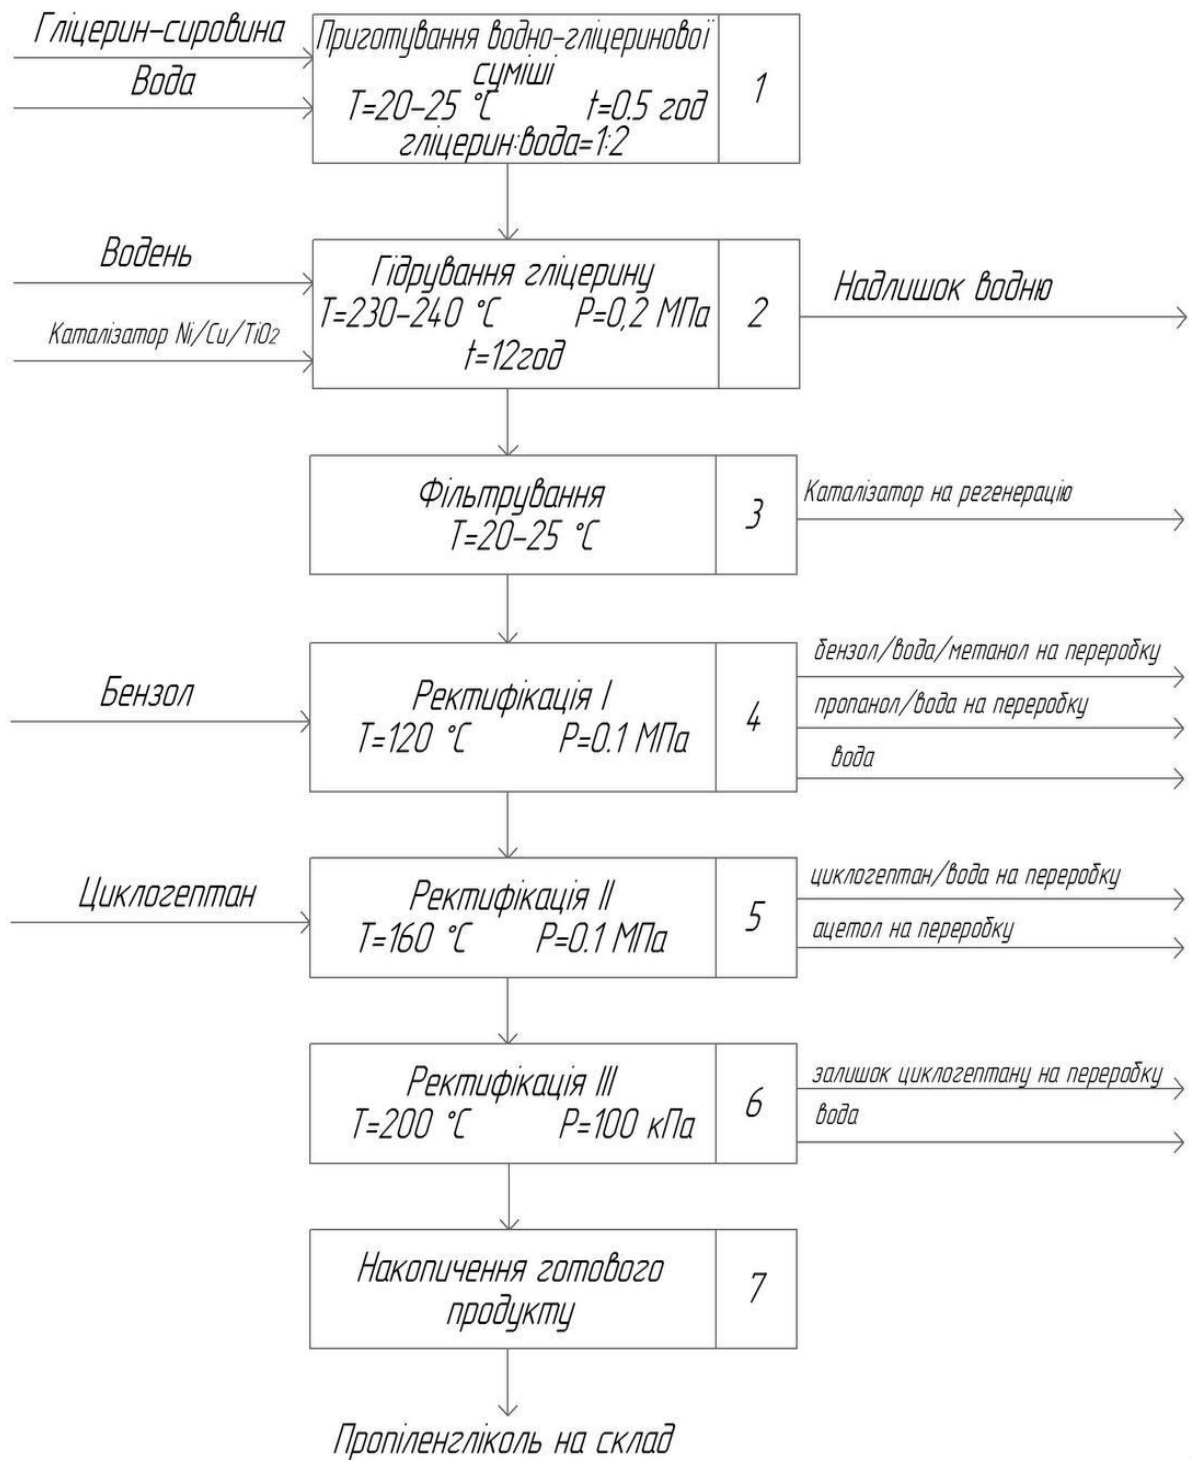 Гліцерин-сировина
Вода
Приготування водно-гліцеринової
суміші
T=20-25 °C t=0.5 год
гліцерин:вода=1:2
1
Водень
Каталізатор Ni/Cu/TiO2
Гідрування гліцерину
T=230-240 °C P=0,2 МПа
t=12год
2
Надлишок водню
Фільтрування
T=20-25 °C
3
Каталізатор на регенерацію
Бензол
Ректифікація I
T=120 °C P=0.1 МПа
4
бензол/вода/метанол на переробку
пропанол/вода на переробку
вода
Циклогептан
Ректифікація II
T=160 °C P=0.1 МПа
5
циклогептан/вода на переробку
ацетол на переробку
Ректифікація III
T=200 °C P=100 кПа
6
залишок циклогептану на переробку
вода
Накопичення готового
продукту
7
Пропіленгліколь на склад